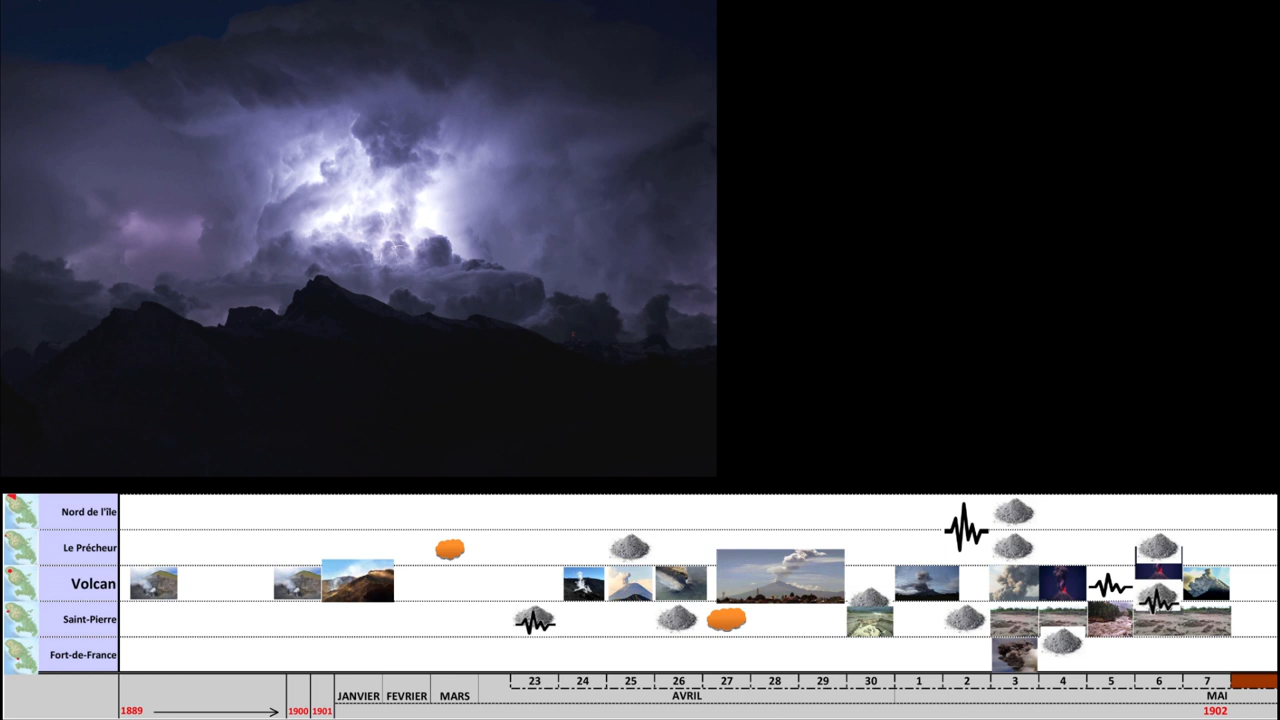 Nord de l'île
Le Précheur
Volcan
Saint-Pierre
Fort-de-France
23 24 25 26 27 28 29 30 1 2 3 4 5 6 7
JANVIER FEVRIER MARS AVRIL MAI
1889 1900 1901 1902